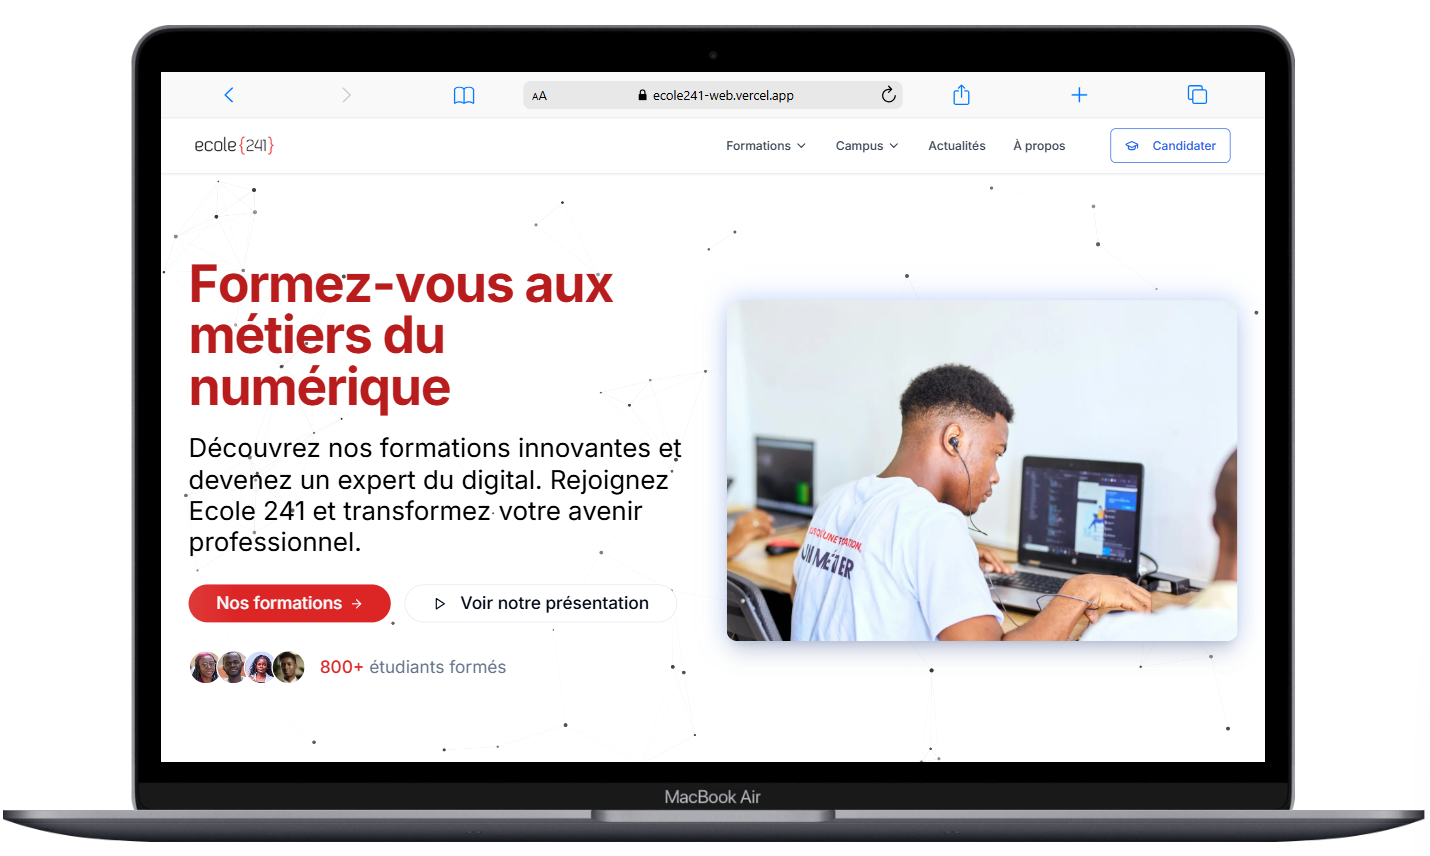 AA ecole241-web.vercel.app
ecole{241}
Formations Campus Actualités À propos Candidater
Formez-vous aux
métiers du
numérique
Découvrez nos formations innovantes et
devenez un expert du digital. Rejoignez
Ecole 241 et transformez votre avenir
professionnel.
Nos formations → Voir notre présentation
800+ étudiants formés
UNE FORMATION,
UN MÉTIER
MacBook Air